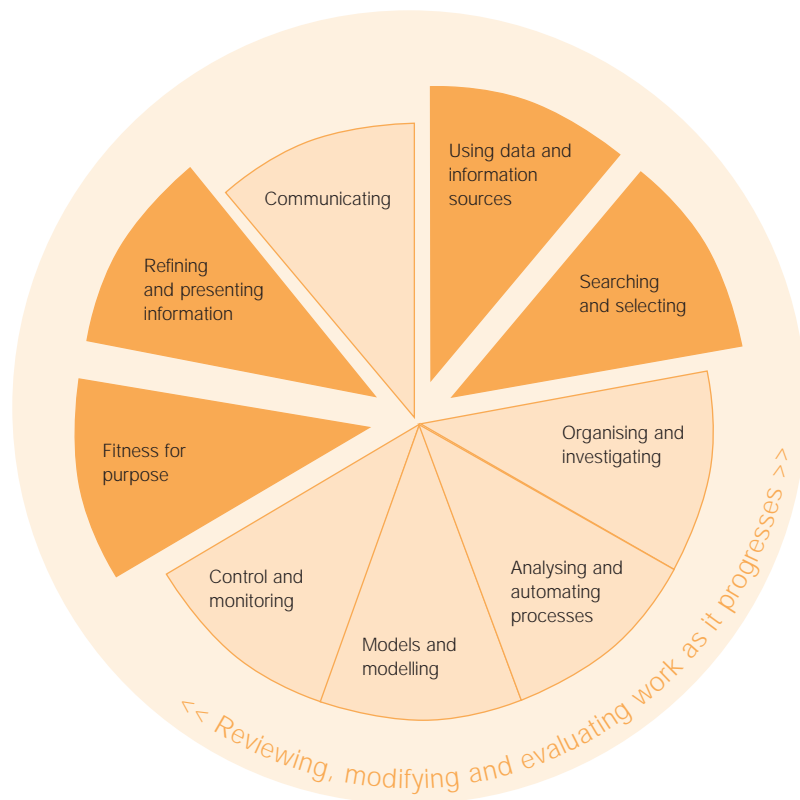 Using data and
information
sources
Searching
and selecting
Organising and
investigating
Analysing and
automating
processes
Models and
modelling
Control and
monitoring
Fitness for
purpose
Refining
and presenting
information
Communicating
<< Reviewing, modifying and evaluating work as it progresses >>